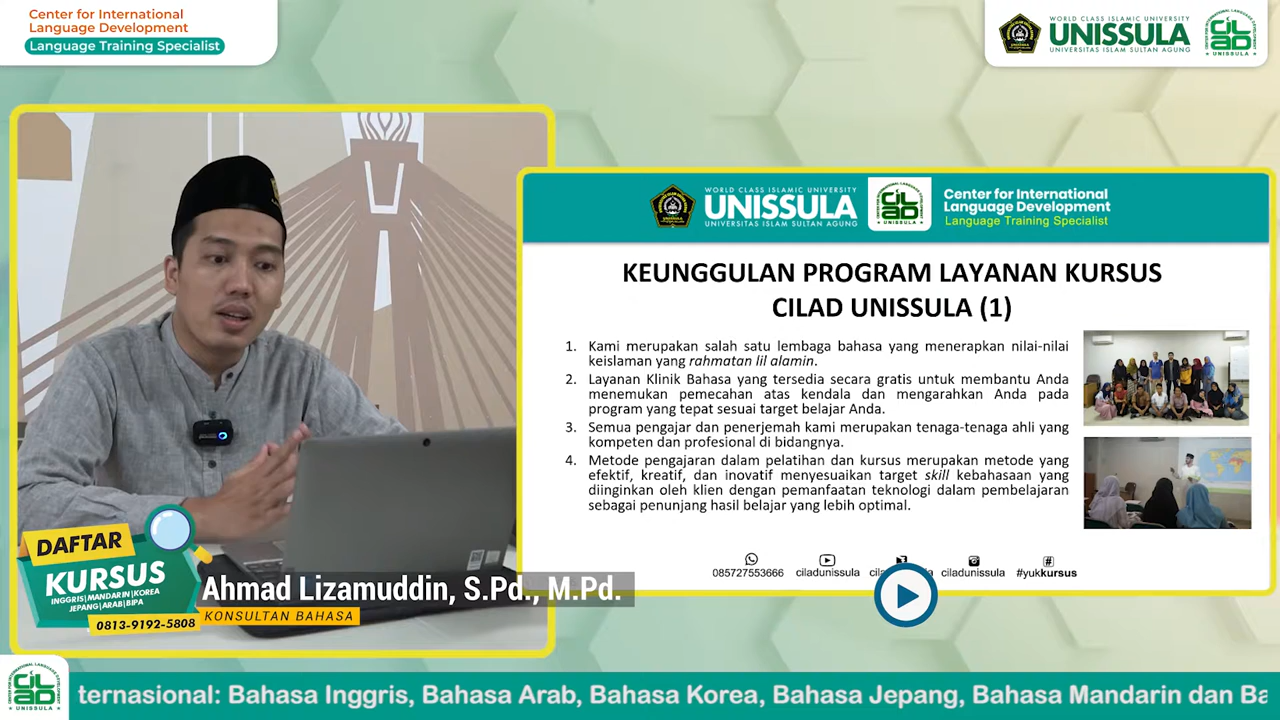 Center for International
Language Development
Language Training Specialist
WORLD CLASS ISLAMIC UNIVERSITY
UNISSULA
UNIVERSITAS ISLAM SULTAN AGUNG
CILAD
UNISSULA
WORLD CLASS ISLAMIC UNIVERSITY
UNISSULA
UNIVERSITAS ISLAM SULTAN AGUNG
CILAD
UNISSULA
Center for International
Language Development
Language Training Specialist
KEUNGGULAN PROGRAM LAYANAN KURSUS
CILAD UNISSULA (1)
1. Kami merupakan salah satu lembaga bahasa yang menerapkan nilai-nilai
keislaman yang rahmatan lil alamin.
2. Layanan Klinik Bahasa yang tersedia secara gratis untuk membantu Anda
menemukan pemecahan atas kendala dan mengarahkan Anda pada
program yang tepat sesuai target belajar Anda.
3. Semua pengajar dan penerjemah kami merupakan tenaga-tenaga ahli yang
kompeten dan profesional di bidangnya.
4. Metode pengajaran dalam pelatihan dan kursus merupakan metode yang
efektif, kreatif, dan inovatif menyesuaikan target skill kebahasaan yang
diinginkan oleh klien dengan pemanfaatan teknologi dalam pembelajaran
sebagai penunjang hasil belajar yang lebih optimal.
085727553666 ciladunissula ciladunissula #yukkursus
DAFTAR
KURSUS
INGGRIS|MANDARIN|KOREA
JEPANG|ARAB|BIPA
0813-9192-5808
Ahmad Lizamuddin, S.Pd., M.Pd.
KONSULTAN BAHASA
CILAD
UNISSULA
ternasional: Bahasa Inggris, Bahasa Arab, Bahasa Korea, Bahasa Jepang, Bahasa Mandarin dan Ba